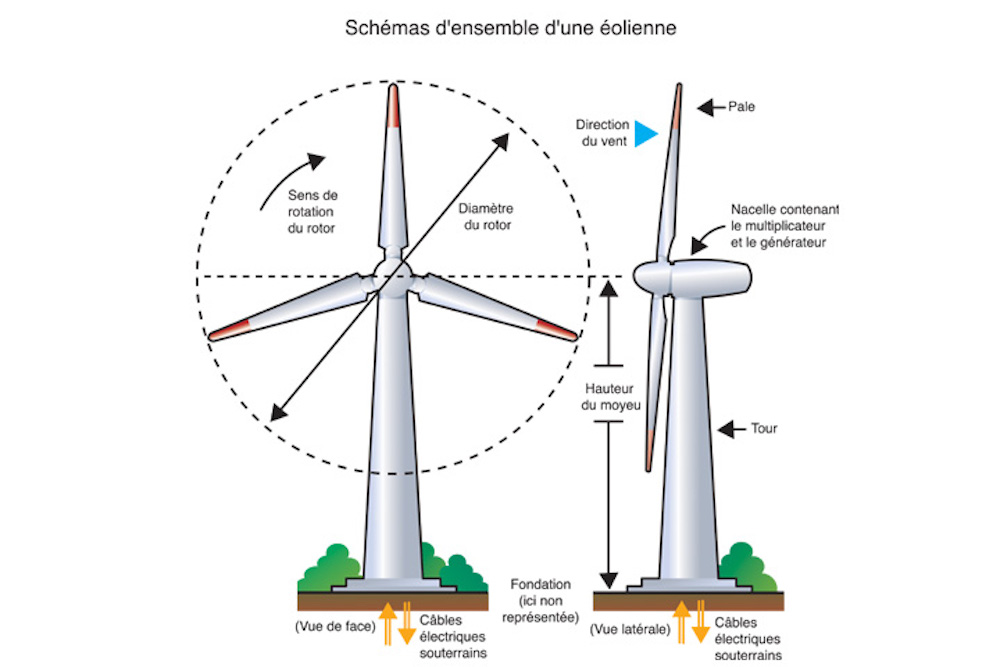 Schémas d'ensemble d'une éolienne
Pale
Direction
du vent
Sens de
rotation
du rotor
Diamètre
du rotor
Nacelle contenant
le multiplicateur
et le générateur
Hauteur
du moyeu
Tour
Fondation
(ici non
représentée)
(Vue de face)
Câbles
électriques
souterrains
(Vue latérale)
Câbles
électriques
souterrains